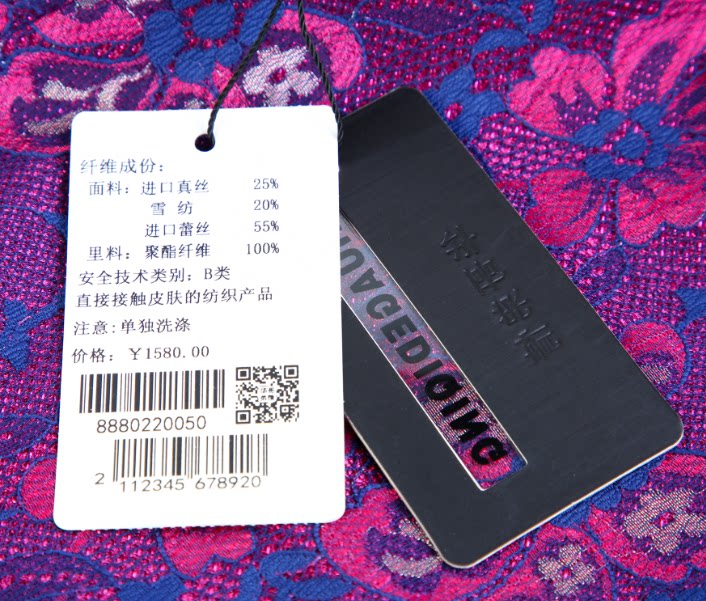 纤维成份：
面料：进口真丝 25%
雪 纺 20%
进口蕾丝 55%
里料：聚酯纤维 100%
安全技术类别：B类
直接接触皮肤的纺织产品
注意:单独洗涤
价格：￥1580.00
8880220050
2 112345 678920